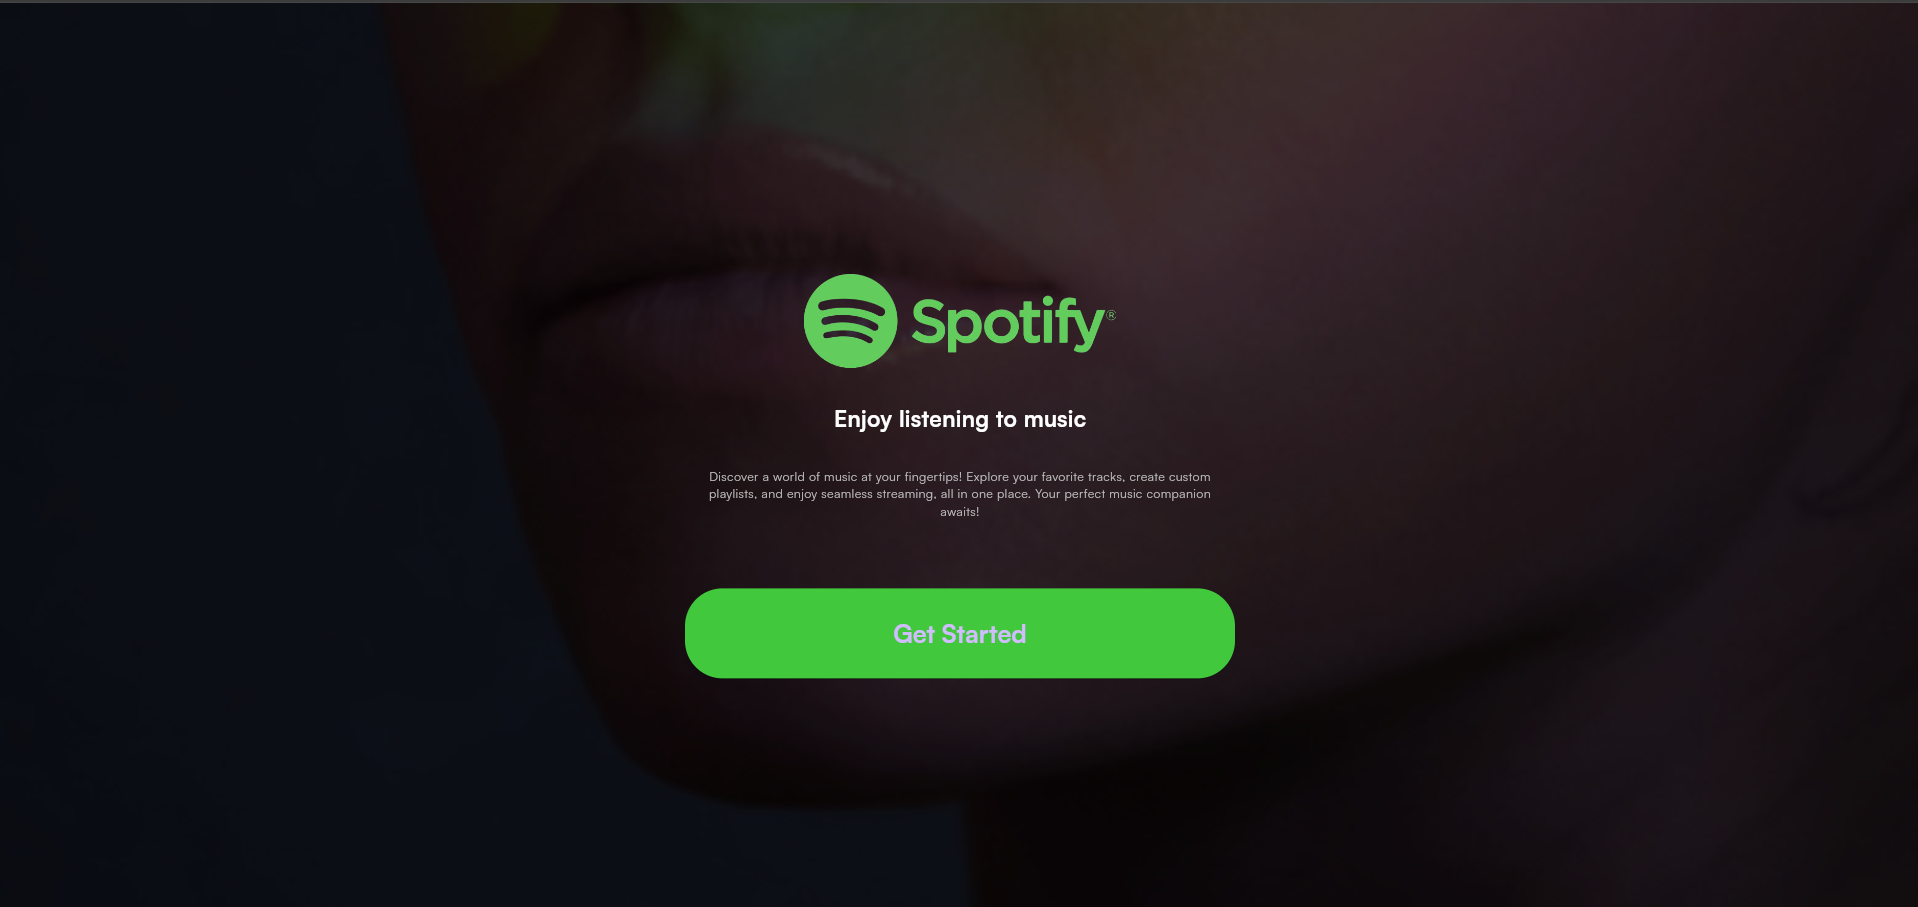 Spotify®
Enjoy listening to music
Discover a world of music at your fingertips! Explore your favorite tracks, create custom
playlists, and enjoy seamless streaming, all in one place. Your perfect music companion
awaits!
Get Started